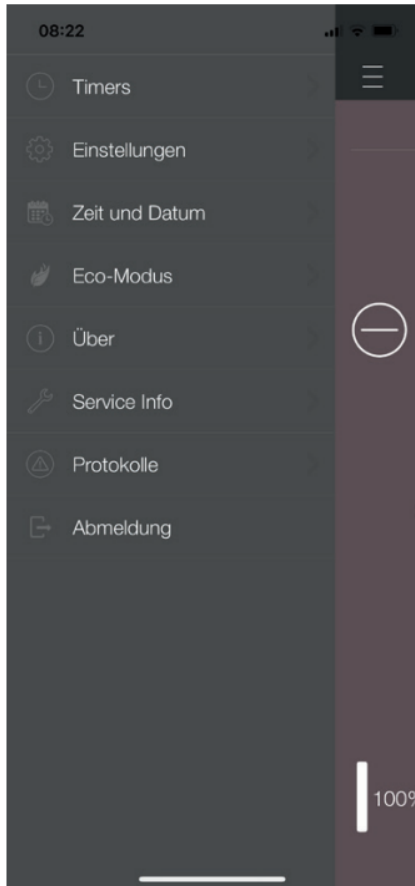 08:22
Timers
Einstellungen
Zeit und Datum
Eco-Modus
Über
Service Info
Protokolle
Abmeldung
100%